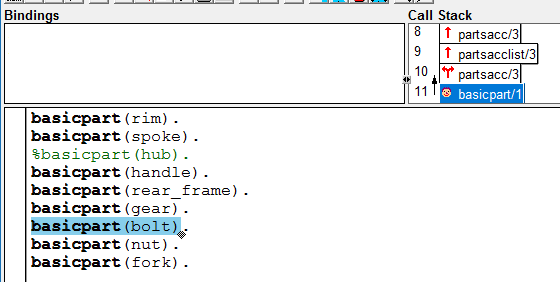 Bindings
Call Stack
8 partsacc/3
9 partsacclist/3
10 partsacc/3
11 basicpart/1
basicpart(rim).
basicpart(spoke).
%basicpart(hub).
basicpart(handle).
basicpart(rear_frame).
basicpart(gear).
basicpart(bolt).
basicpart(nut).
basicpart(fork).